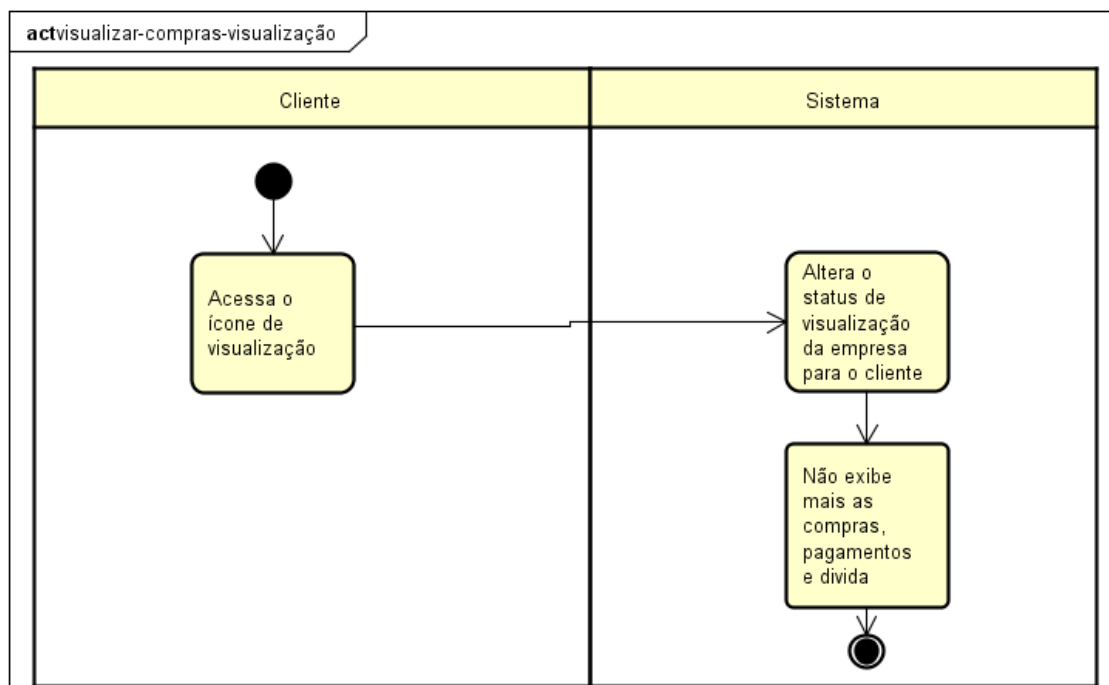 actvisualizar-compras-visualização
Cliente
Sistema
Acessa o
ícone de
visualização
Altera o
status de
visualização
da empresa
para o cliente
Não exibe
mais as
compras,
pagamentos
e divida